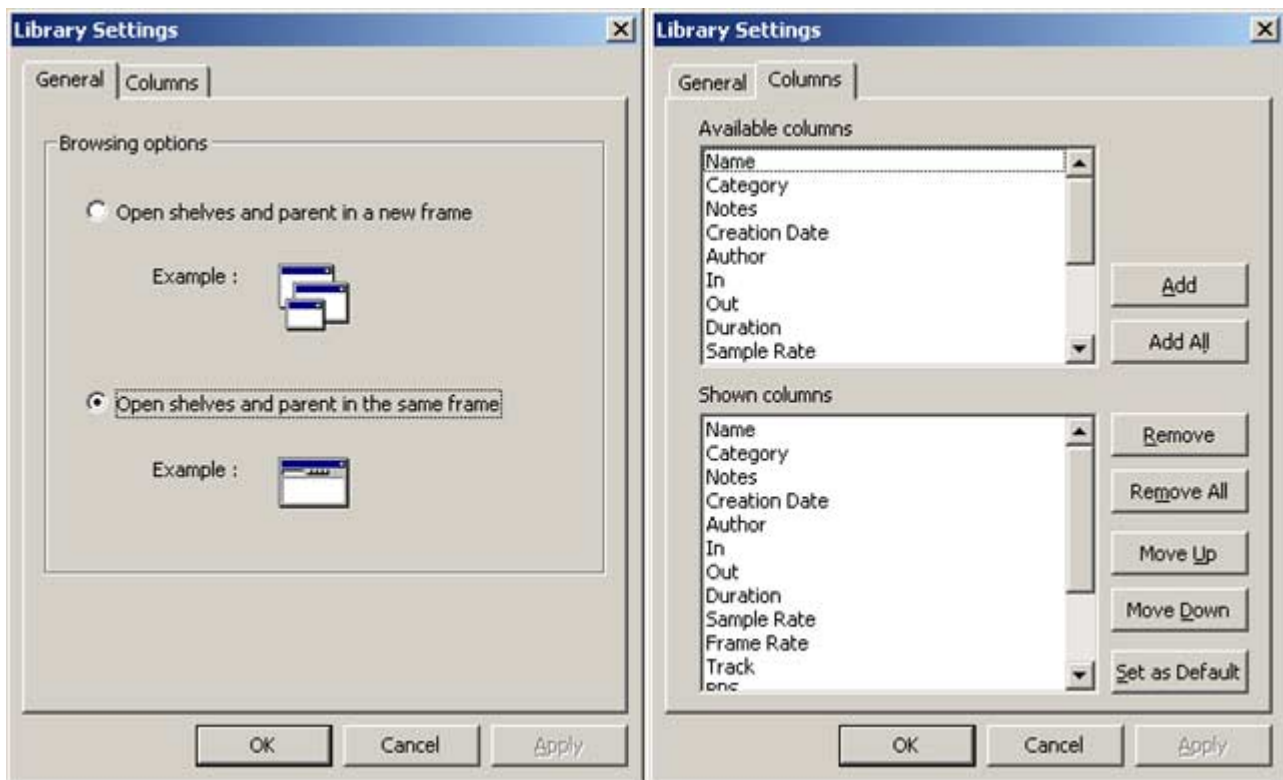 Library Settings
General
Columns
Browsing options
Open shelves and parent in a new frame
Example :
Open shelves and parent in the same frame
Example :
OK
Cancel
Apply
Library Settings
General
Columns
Available columns
Name
Category
Notes
Creation Date
Author
In
Out
Duration
Sample Rate
Add
Add All
Shown columns
Name
Category
Notes
Creation Date
Author
In
Out
Duration
Sample Rate
Frame Rate
Track
Remove
Remove All
Move Up
Move Down
Set as Default
OK
Cancel
Apply